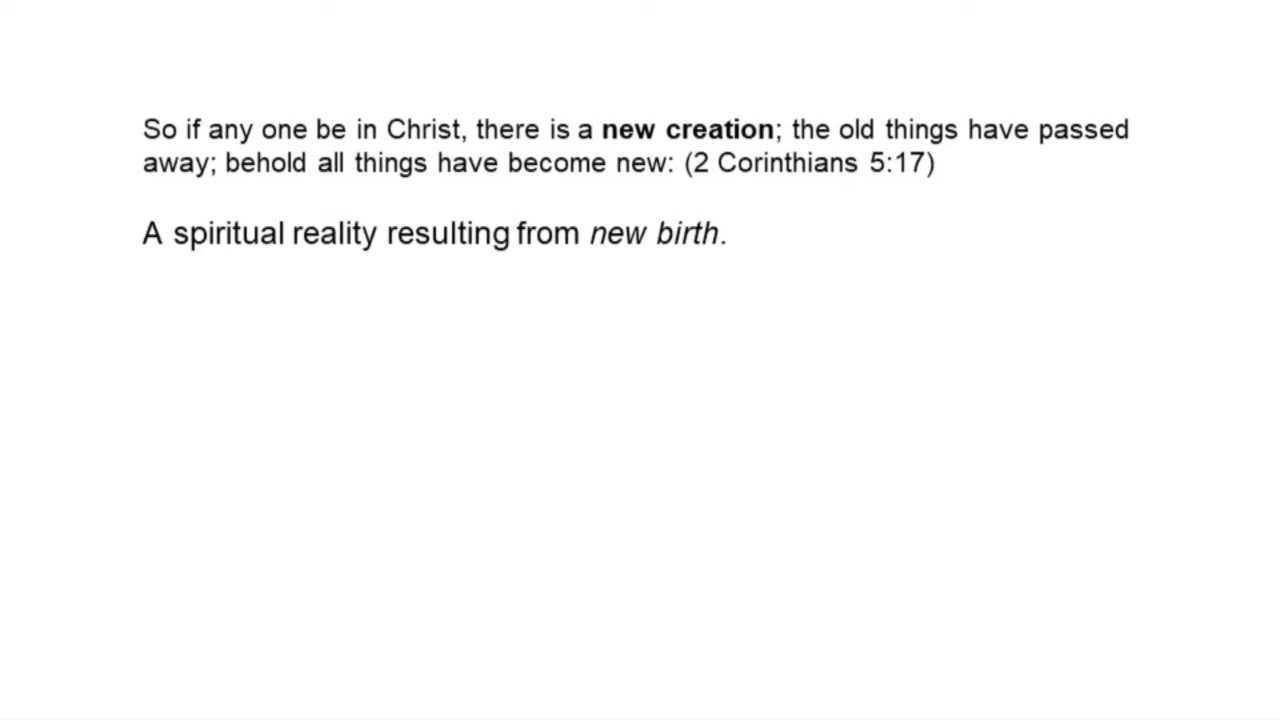 So if any one be in Christ, there is a new creation; the old things have passed
away; behold all things have become new: (2 Corinthians 5:17)
A spiritual reality resulting from new birth.